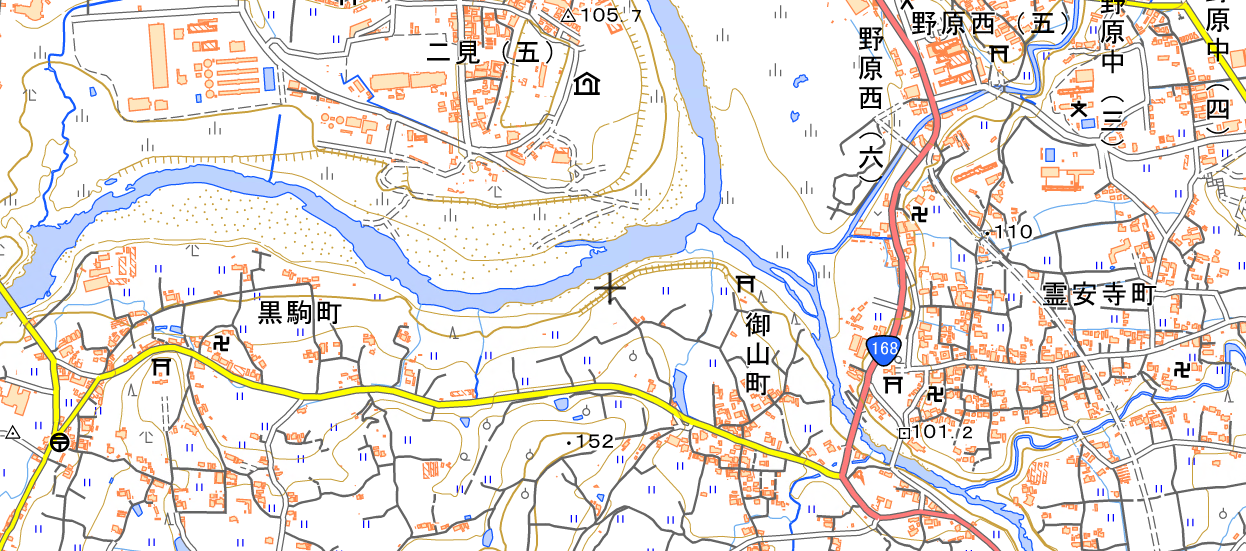 105.7
二見（五）
野原西（五）
野原中（三）
野原中（四）
野原西（六）
・110
霊安寺町
黒駒町
御山町
168
・152
101.2